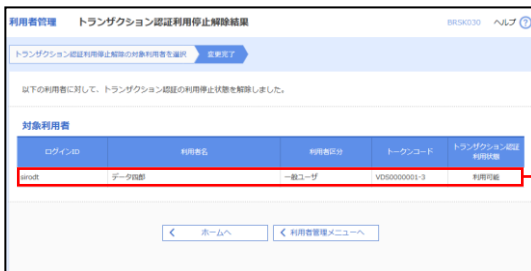 利用者管理 トランザクション認証利用停止解除結果 BRSK030 ヘルプ ?
トランザクション認証利用停止解除の対象利用者を選択 変更完了
以下の利用者に対して、トランザクション認証の利用停止状態を解除しました。
対象利用者
ログインID 利用者名 利用者区分 トークンコード トランザクション認証利用状態
sirodt データ四郎 一般ユーザ VDS0000001-3 利用可能
ホームへ 利用者管理メニューへ